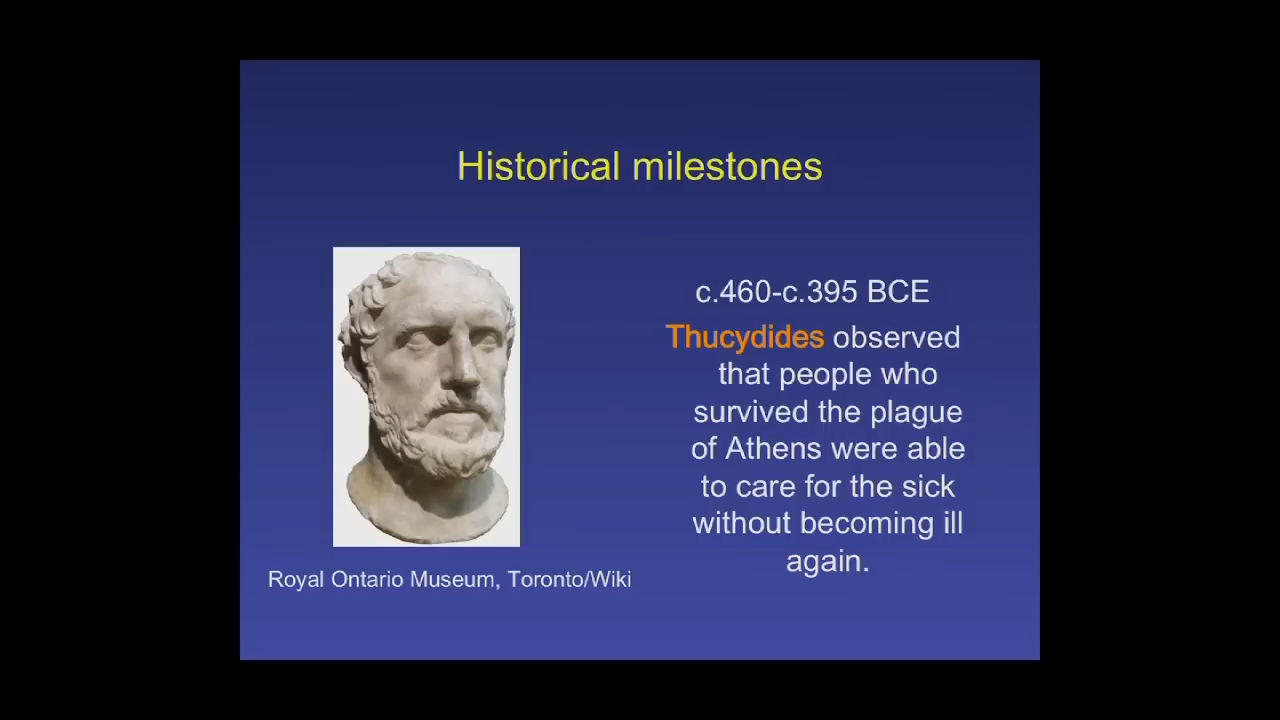 Historical milestones
c.460-c.395 BCE
Thucydides observed
that people who
survived the plague
of Athens were able
to care for the sick
without becoming ill
again.
Royal Ontario Museum, Toronto/Wiki